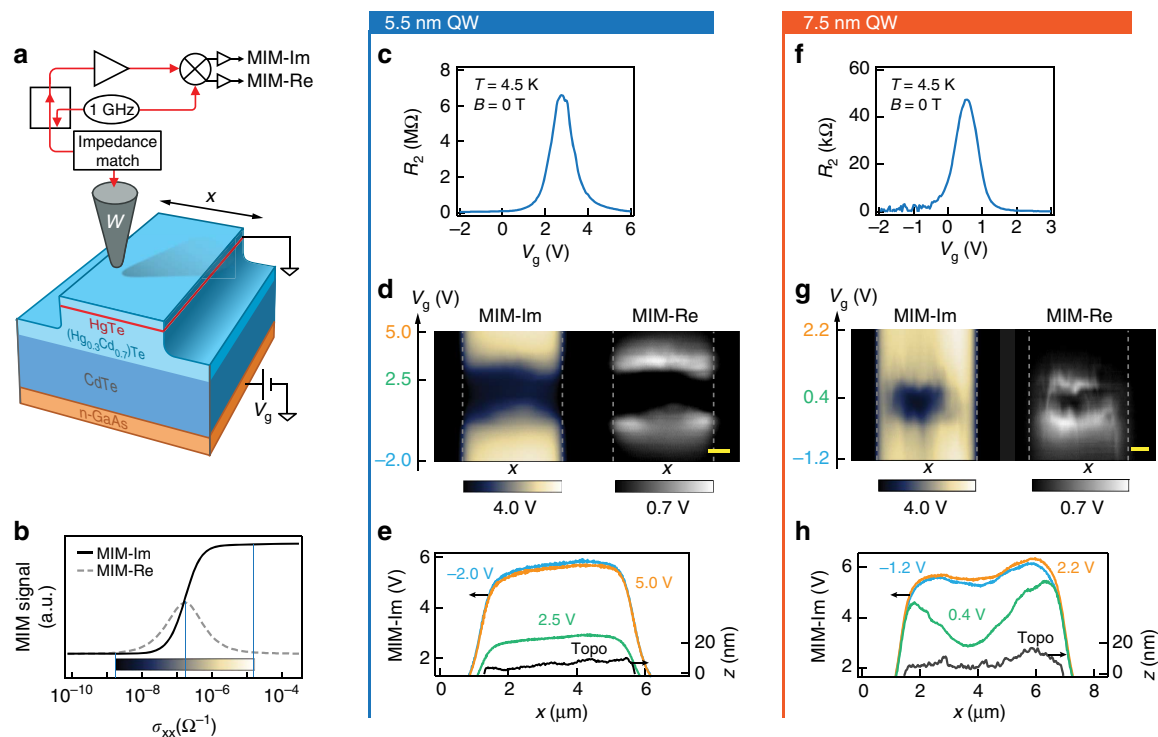 5.5 nm QW
7.5 nm QW
a
MIM-Im
MIM-Re
1 GHz
Impedance
match
W
x
HgTe
(Hg0.3Cd0.7)Te
CdTe
n-GaAs
Vg
b
MIM signal
(a.u.)
MIM-Im
MIM-Re
10−10
10−8
10−6
10−4
σxx(Ω−1)
c
R2 (MΩ)
8
6
4
2
0
T = 4.5 K
B = 0 T
−2 0 2 4 6
Vg (V)
d
Vg (V)
MIM-Im
MIM-Re
5.0
2.5
−2.0
x
x
4.0 V
0.7 V
e
MIM-Im (V)
6
4
2
−2.0 V
5.0 V
2.5 V
Topo
20
0
z (nm)
2 4 6
x (μm)
f
R2 (kΩ)
60
40
20
0
T = 4.5 K
B = 0 T
−2 −1 0 1 2 3
Vg (V)
g
Vg (V)
MIM-Im
MIM-Re
2.2
0.4
−1.2
x
x
4.0 V
0.7 V
h
MIM-Im (V)
6
4
2
−1.2 V
2.2 V
0.4 V
Topo
20
0
z (nm)
2 4 6 8
x (μm)